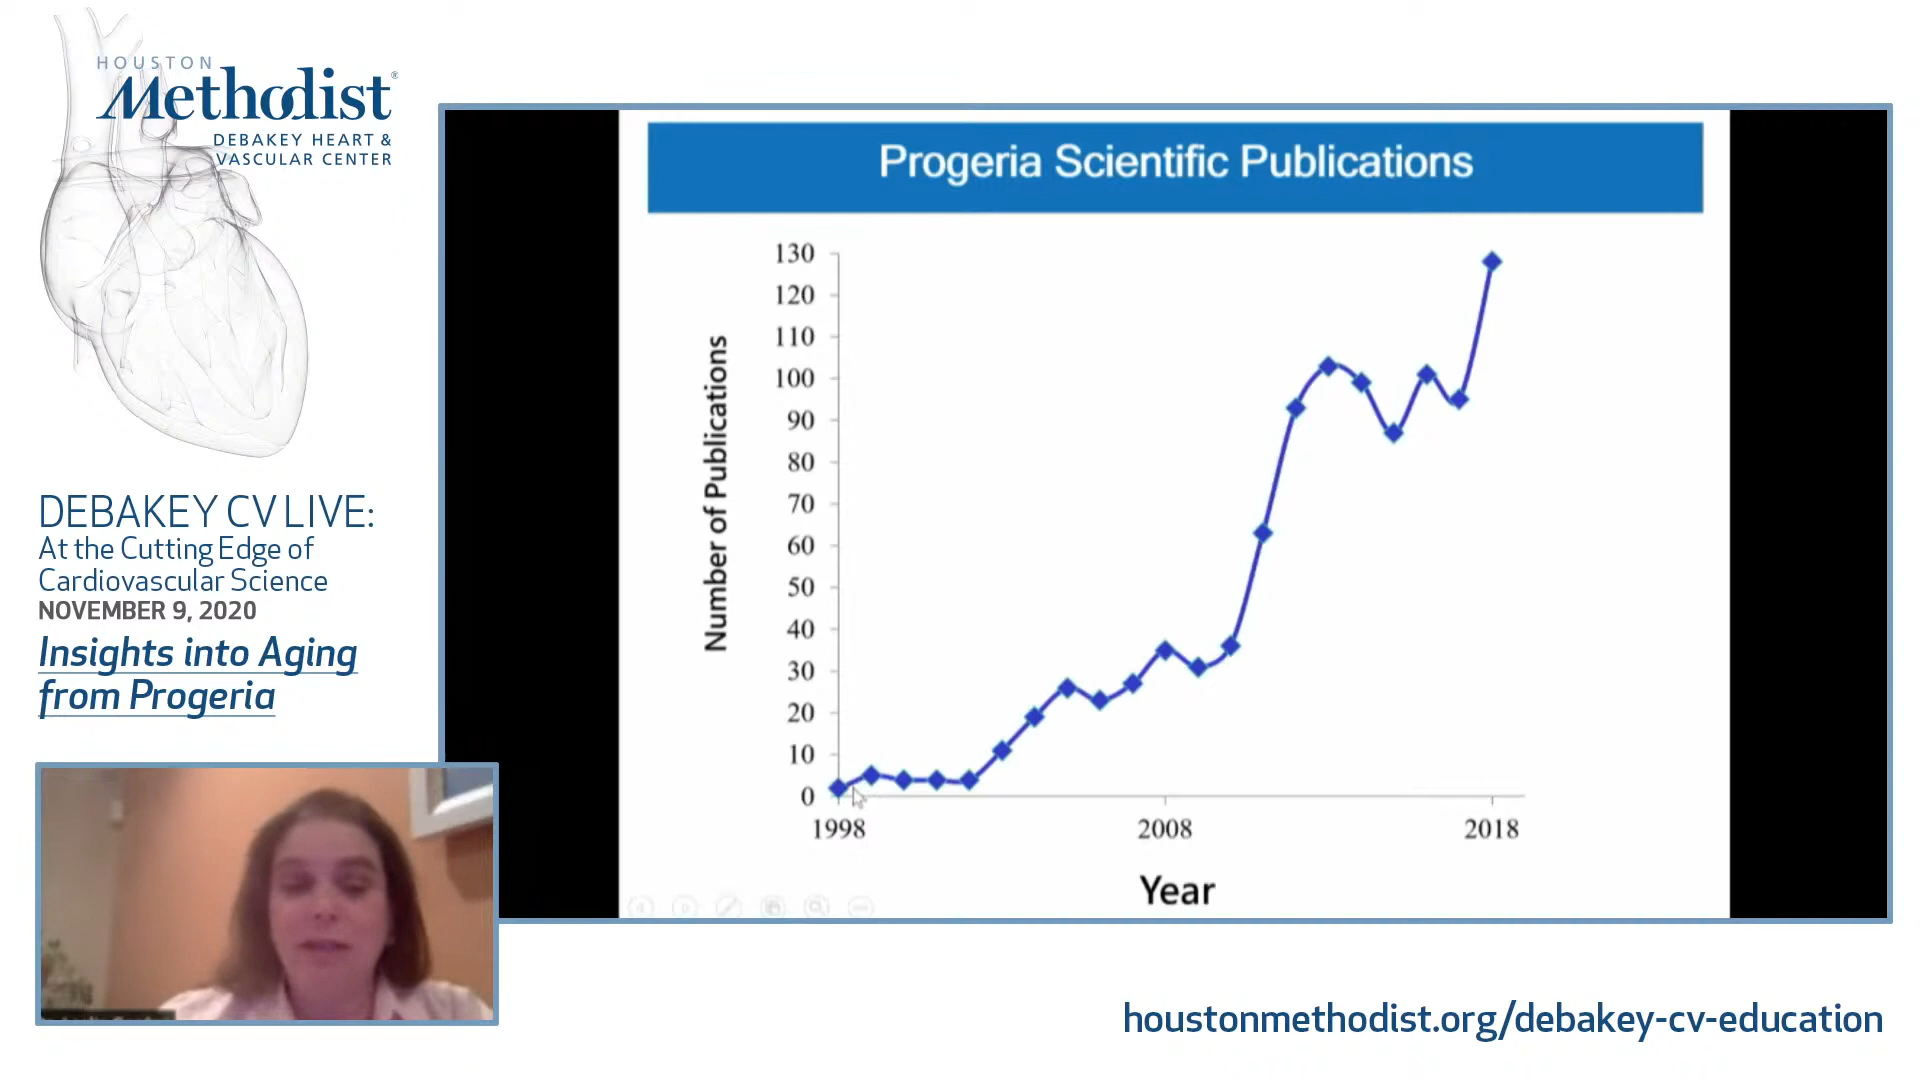 HOUSTON
Methodist®
DEBAKEY HEART &
VASCULAR CENTER
DEBAKEY CV LIVE:
At the Cutting Edge of
Cardiovascular Science
NOVEMBER 9, 2020
Insights into Aging
from Progeria
Progeria Scientific Publications
Number of Publications
130
120
110
100
90
80
70
60
50
40
30
20
10
0
1998 2008 2018
Year
houstonmethodist.org/debakey-cv-education